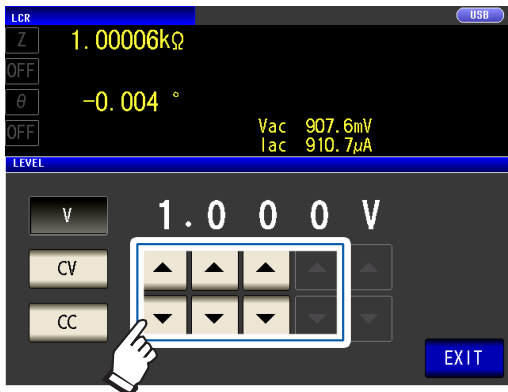 LCR USB
Z 1.00006kΩ
OFF
θ -0.004 °
OFF Vac 907.6mV
Iac 910.7μA
LEVEL
V 1.000 V
CV
CC
EXIT